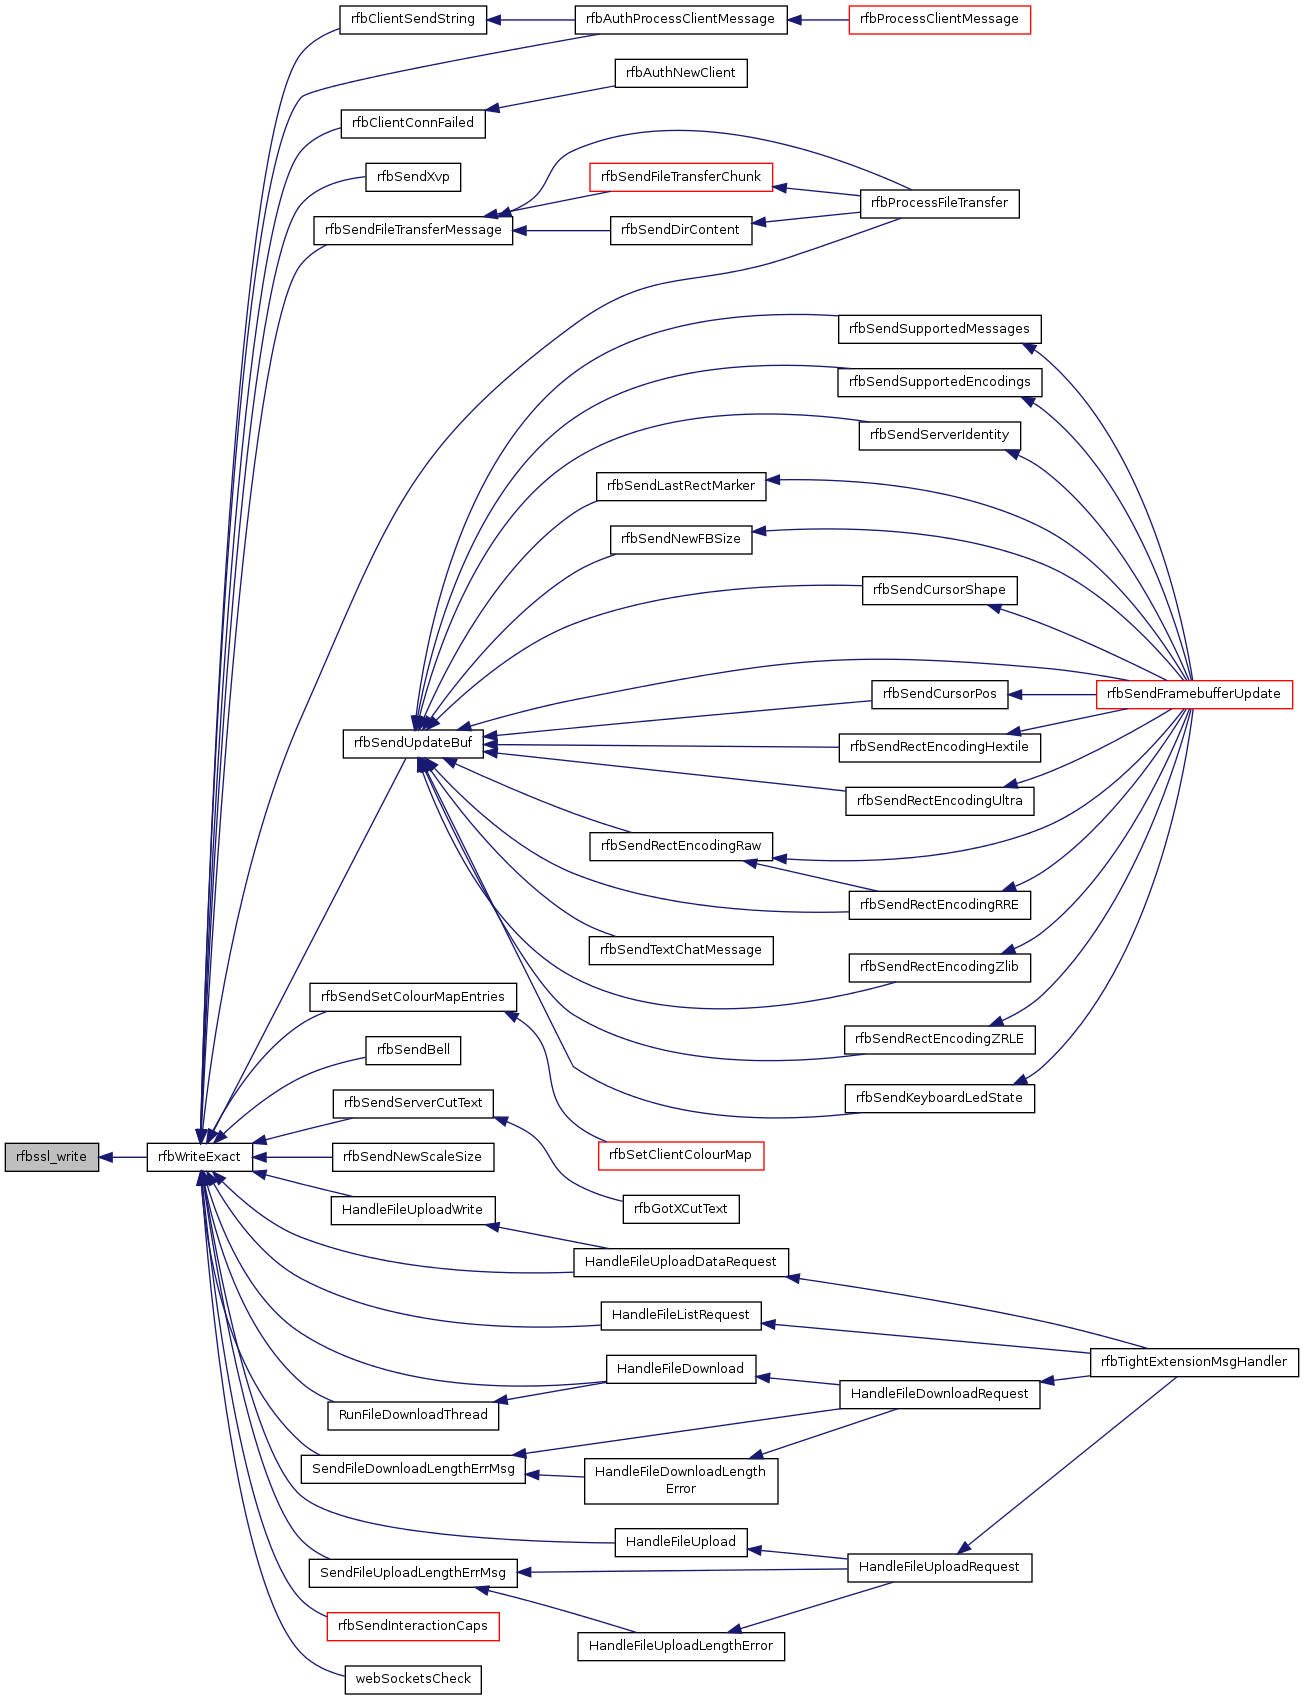 rfbClientSendString
rfbAuthProcessClientMessage
rfbProcessClientMessage
rfbAuthNewClient
rfbClientConnFailed
rfbSendXvp
rfbSendFileTransferChunk
rfbProcessFileTransfer
rfbSendFileTransferMessage
rfbSendDirContent
rfbSendSupportedMessages
rfbSendSupportedEncodings
rfbSendServerIdentity
rfbSendLastRectMarker
rfbSendNewFBSize
rfbSendCursorShape
rfbSendCursorPos
rfbSendFramebufferUpdate
rfbSendUpdateBuf
rfbSendRectEncodingHextile
rfbSendRectEncodingUltra
rfbSendRectEncodingRaw
rfbSendRectEncodingRRE
rfbSendTextChatMessage
rfbSendRectEncodingZlib
rfbSendSetColourMapEntries
rfbSendRectEncodingZRLE
rfbSendBell
rfbSendKeyboardLedState
rfbSendServerCutText
rfbssl_write
rfbWriteExact
rfbSendNewScaleSize
rfbSetClientColourMap
HandleFileUploadWrite
rfbGotXCutText
HandleFileUploadDataRequest
HandleFileListRequest
rfbTightExtensionMsgHandler
HandleFileDownload
HandleFileDownloadRequest
RunFileDownloadThread
SendFileDownloadLengthErrMsg
HandleFileDownloadLength
Error
HandleFileUpload
HandleFileUploadRequest
SendFileUploadLengthErrMsg
rfbSendInteractionCaps
HandleFileUploadLengthError
webSocketsCheck